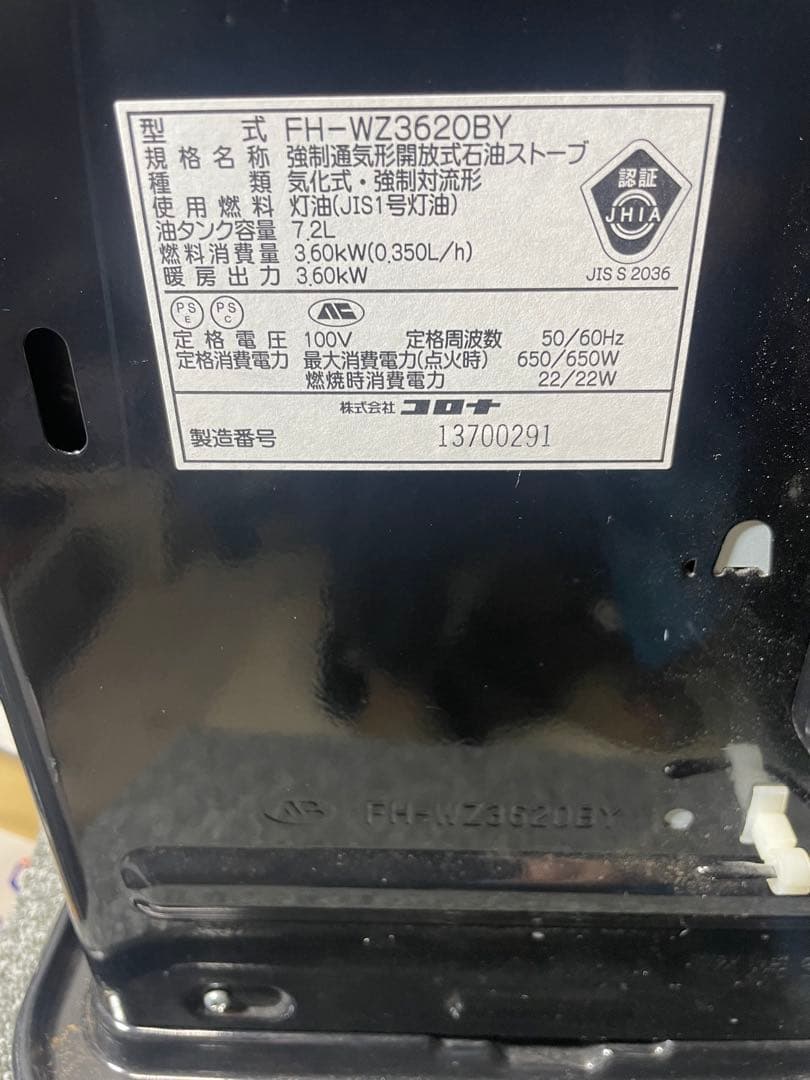 型式 FH-WZ3620BY
規格名称 強制通気形開放式石油ストーブ
種類 気化式・強制対流形
使用燃料 灯油(JIS1号灯油)
油タンク容量 7.2L
燃料消費量 3.60kW(0.350L/h)
暖房出力 3.60kW
認証
JHIA
JIS S 2036
PS E PS C
定格電圧 100V 定格周波数 50/60Hz
定格消費電力 最大消費電力(点火時) 650/650W
燃焼時消費電力 22/22W
株式会社 コロナ
製造番号 13700291
FH-WZ3620BY